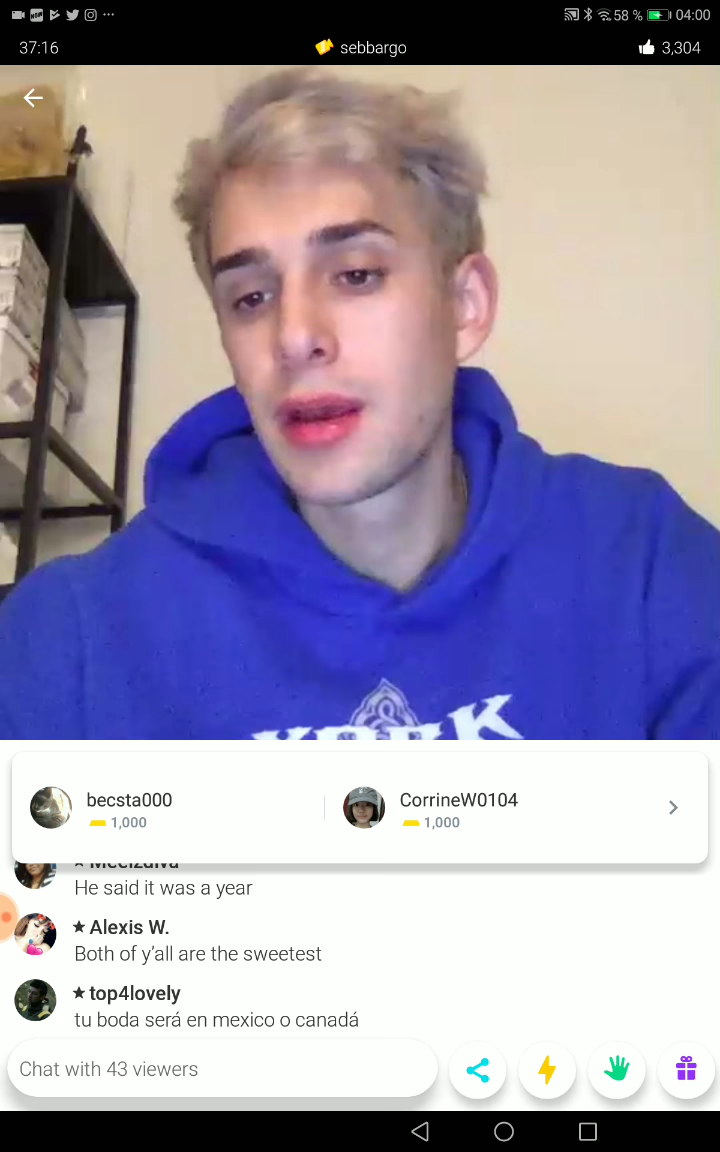 58 %
04:00
37:16
sebbargo
3,304
YORK
becsta000
1,000
CorrineW0104
1,000
He said it was a year
Alexis W.
Both of y'all are the sweetest
top4lovely
tu boda será en mexico o canadá
Chat with 43 viewers